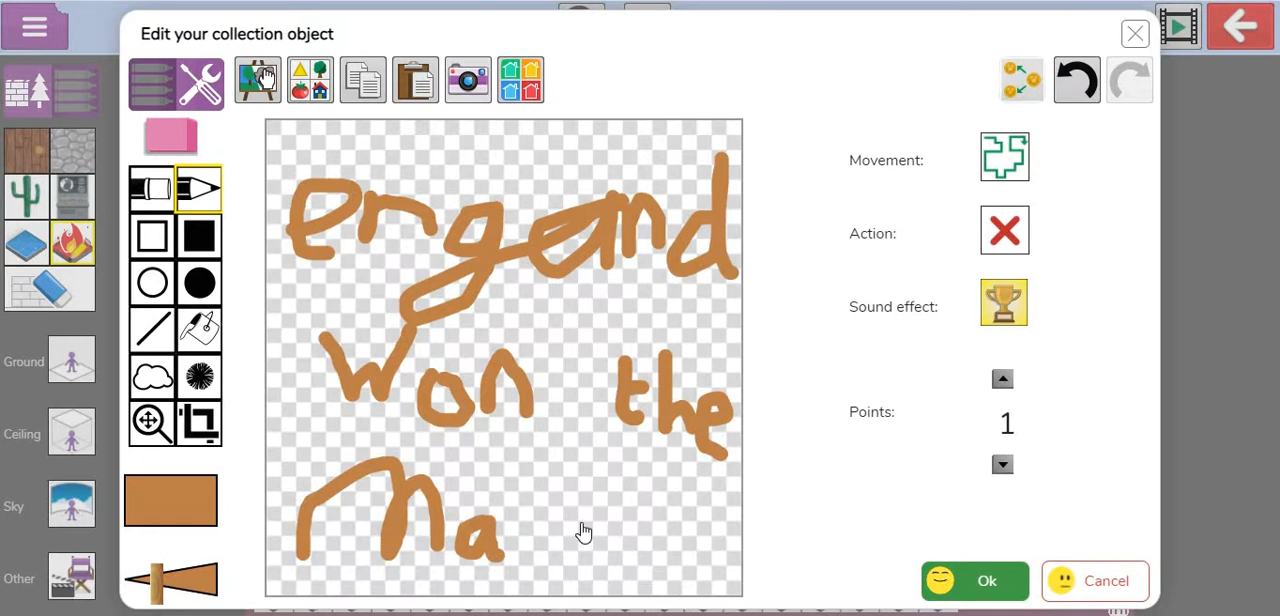 Edit your collection object
Movement:
Action:
Sound effect:
Points:
1
Ground
Ceiling
Sky
Other
ergend
won the
Ma
Ok
Cancel